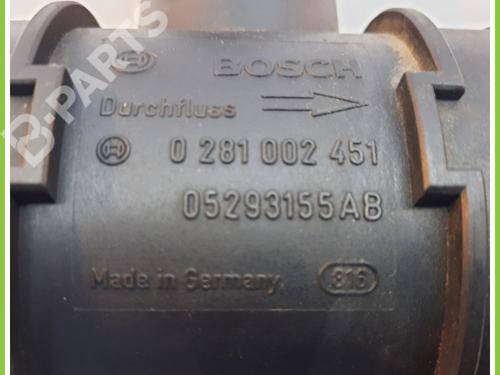 B-PARTS
BOSCH
Durchfluss
0 281 002 451
05293155AB
Made in Germany 816